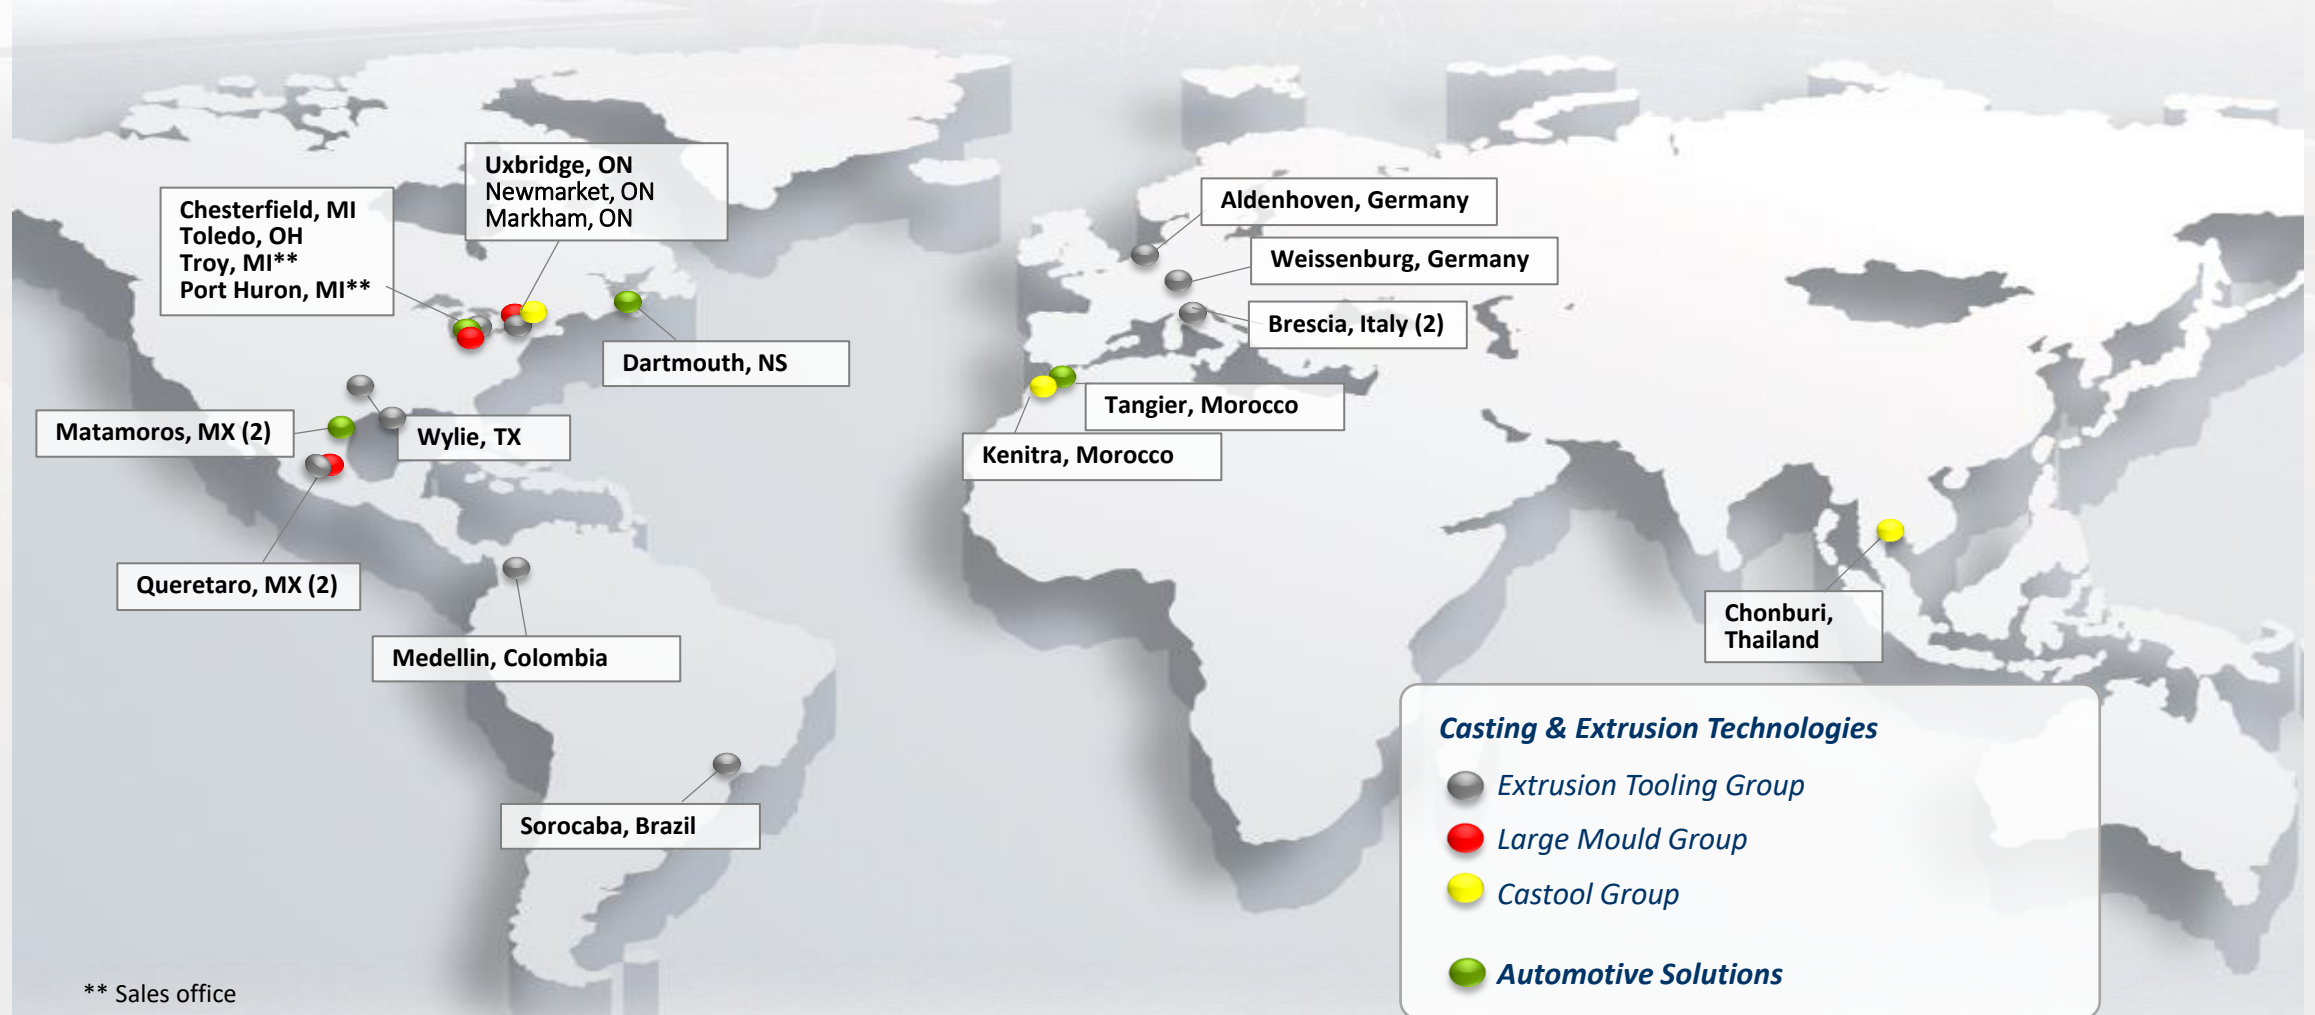 Uxbridge, ON
Newmarket, ON
Markham, ON
Chesterfield, MI
Toledo, OH
Troy, MI**
Port Huron, MI**
Aldenhoven, Germany
Weissenburg, Germany
Brescia, Italy (2)
Dartmouth, NS
Tangier, Morocco
Matamoros, MX (2)
Wylie, TX
Kenitra, Morocco
Queretaro, MX (2)
Chonburi,
Thailand
Medellin, Colombia
Sorocaba, Brazil
Casting & Extrusion Technologies
Extrusion Tooling Group
Large Mould Group
Castool Group
Automotive Solutions
** Sales office